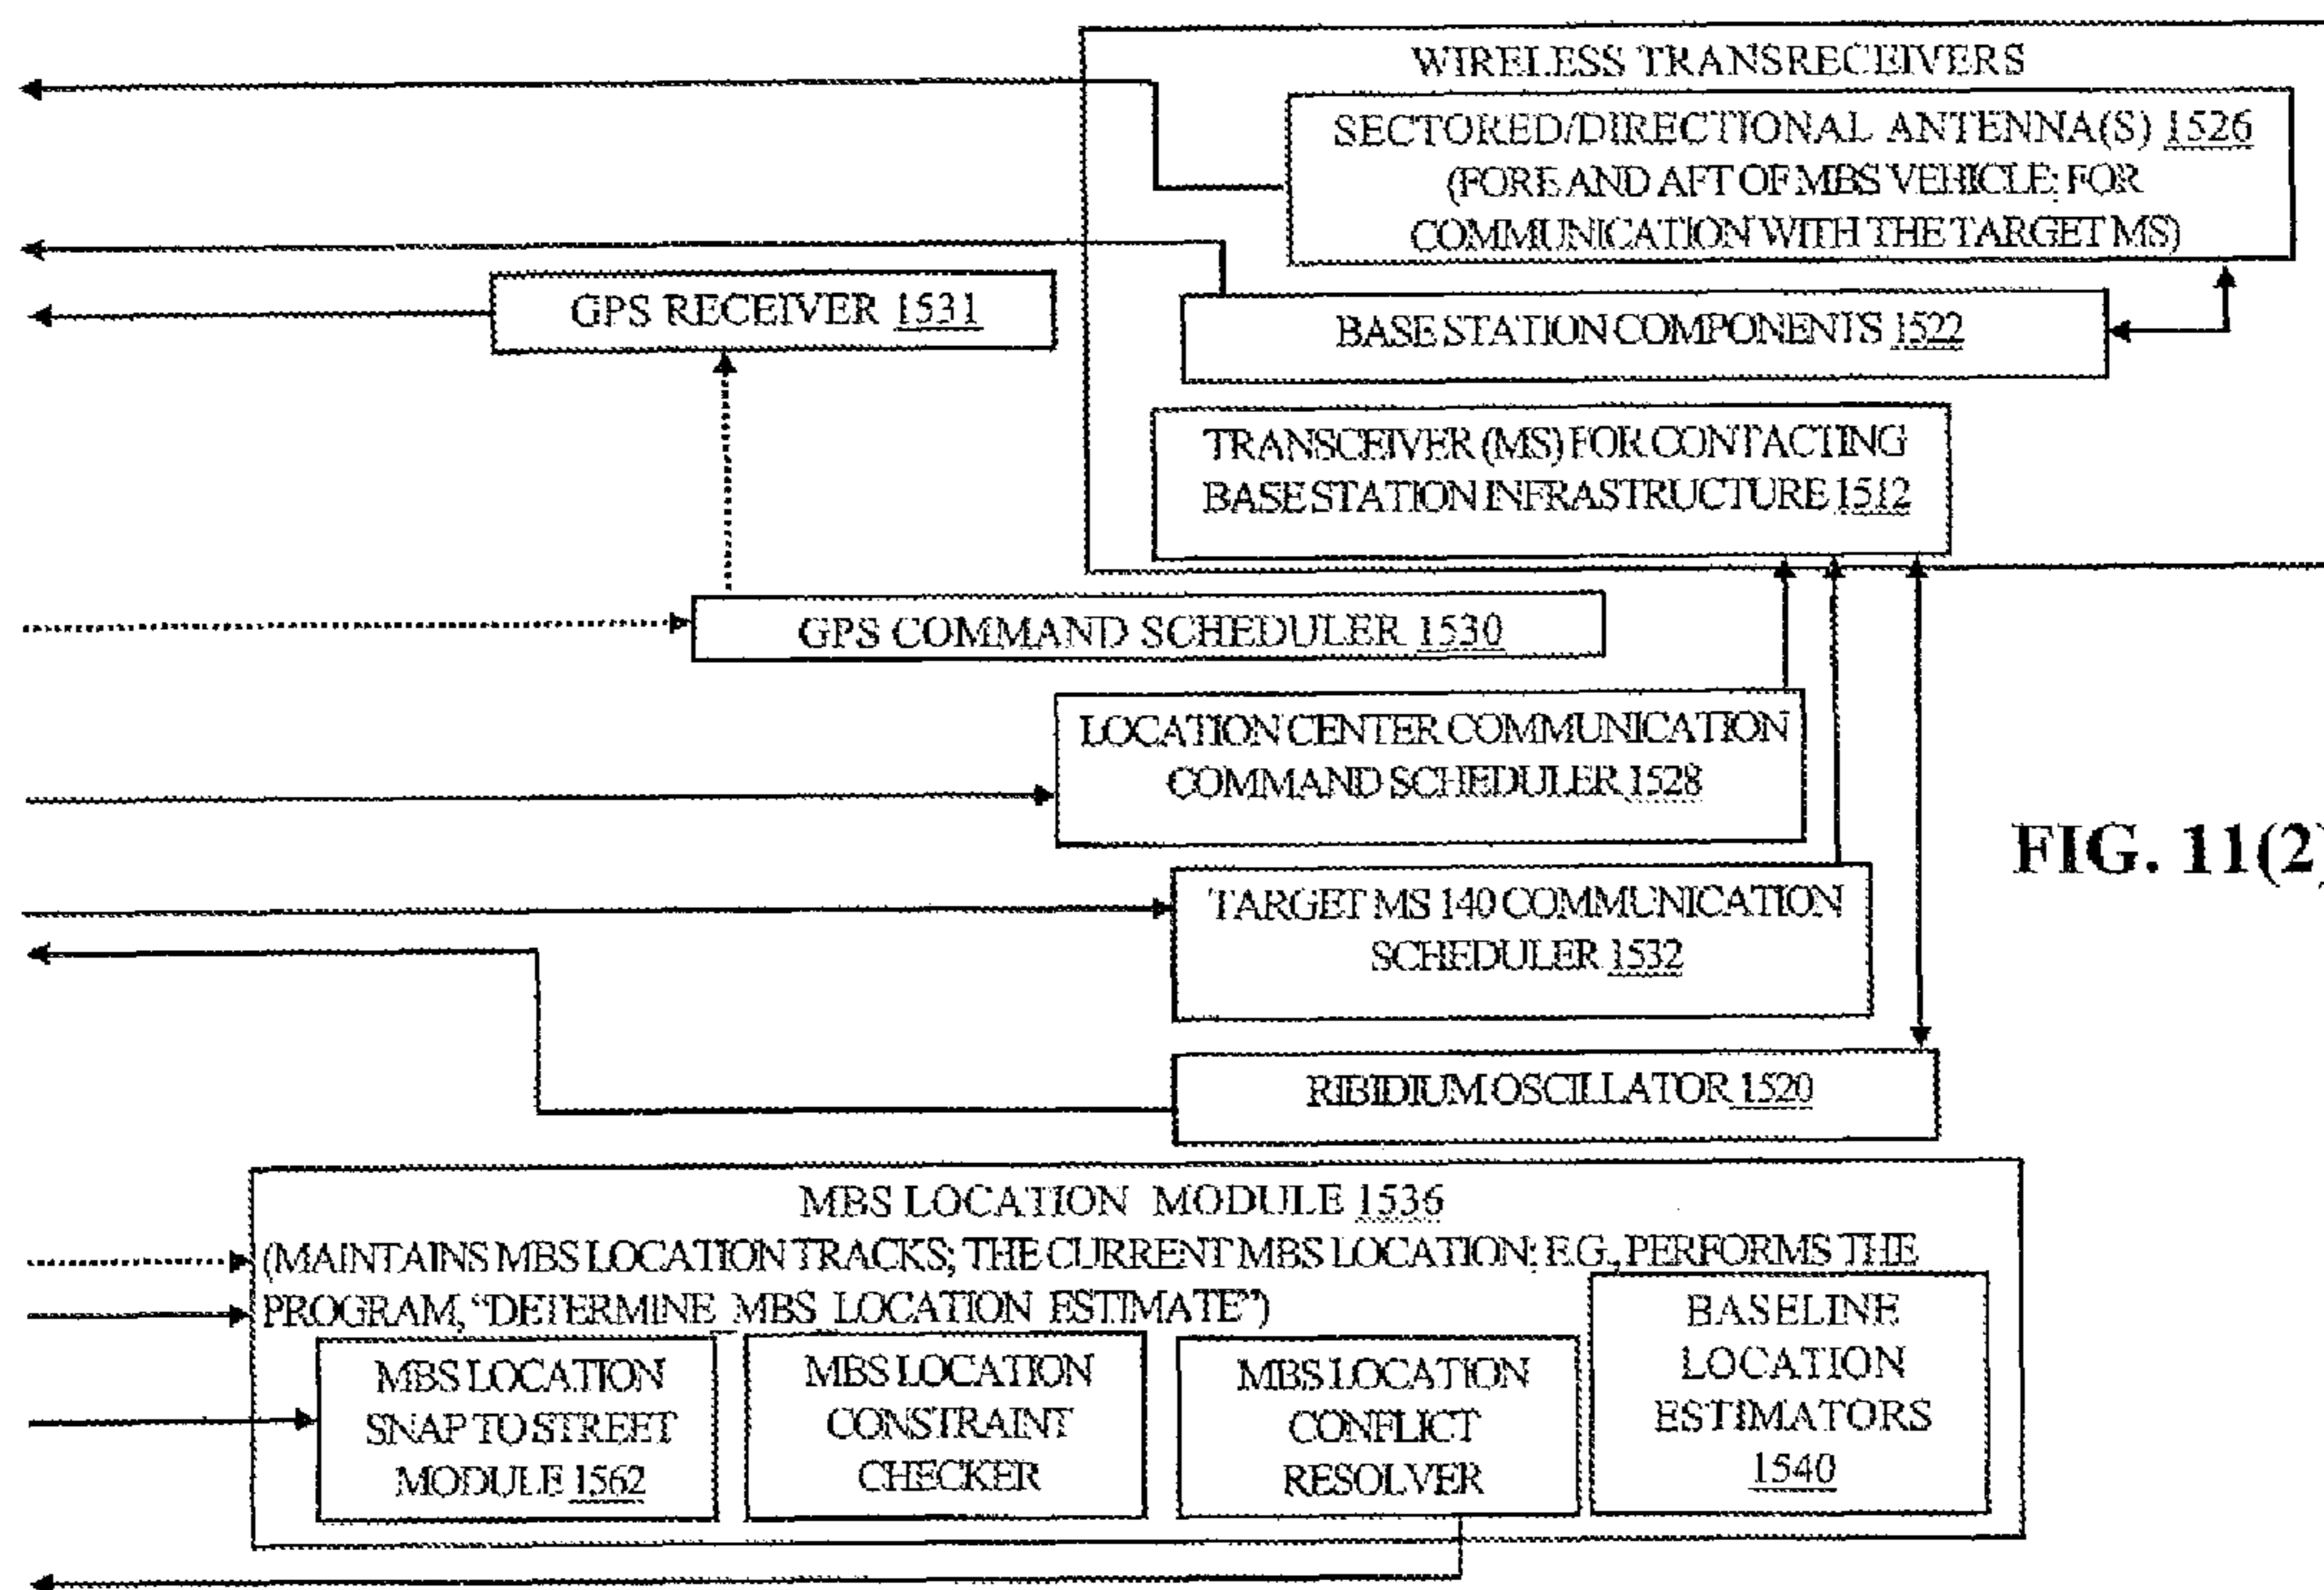 WIRELESS TRANSRECEIVERS
SECTORED/DIRECTIONAL ANTENNA(S) 1526
(FORE AND AFT OF MBS VEHICLE; FOR
COMMUNICATION WITH THE TARGET MS)
GPS RECEIVER 1531
BASE STATION COMPONENTS 1522
TRANSCEIVER (MS) FOR CONTACTING
BASE STATION INFRASTRUCTURE 1512
GPS COMMAND SCHEDULER 1530
LOCATION CENTER COMMUNICATION
COMMAND SCHEDULER 1528
FIG. 11(2)
TARGET MS 140 COMMUNICATION
SCHEDULER 1532
RIBIDIUM OSCILLATOR 1520
MBS LOCATION MODULE 1536
(MAINTAINS MBS LOCATION TRACKS; THE CURRENT MBS LOCATION; E.G., PERFORMS THE
PROGRAM, “DETERMINE_MBS_LOCATION_ESTIMATE”)
MBS LOCATION
SNAP TO STREET
MODULE 1562
MBS LOCATION
CONSTRAINT
CHECKER
MBS LOCATION
CONFLICT
RESOLVER
BASELINE
LOCATION
ESTIMATORS
1540